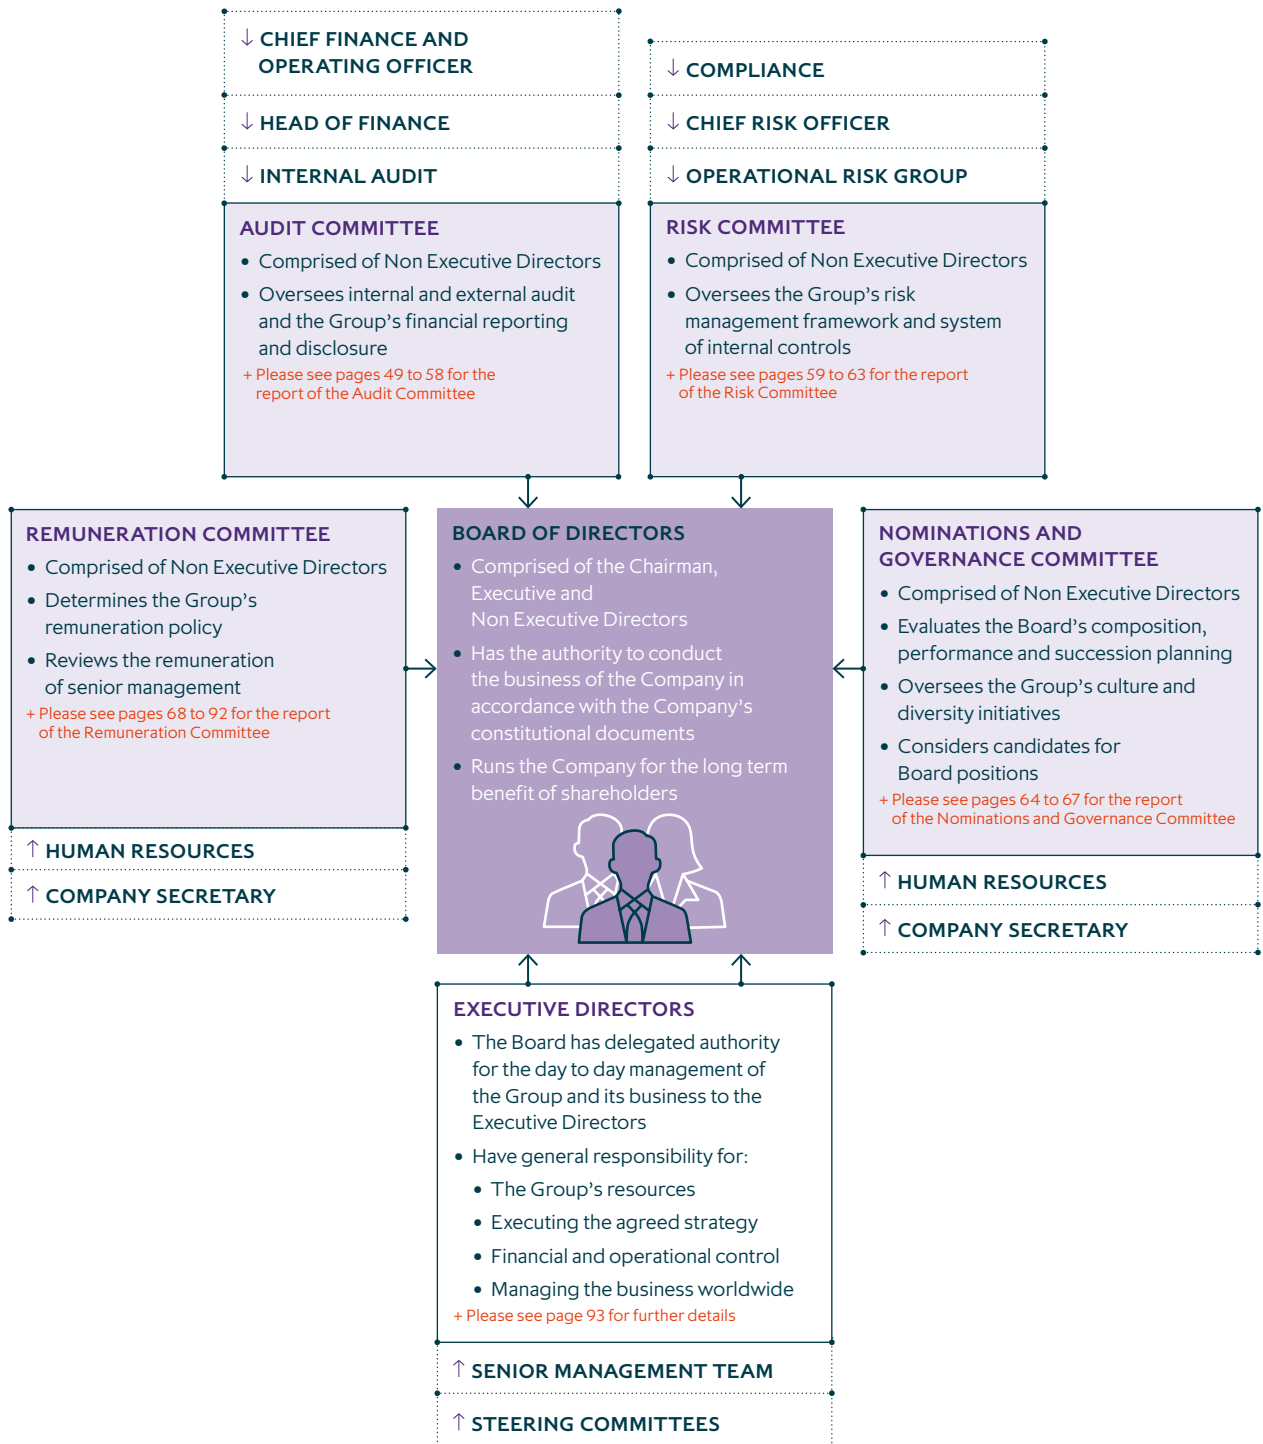 ↓ CHIEF FINANCE AND
OPERATING OFFICER
↓ HEAD OF FINANCE
↓ INTERNAL AUDIT
AUDIT COMMITTEE
• Comprised of Non Executive Directors
• Oversees internal and external audit
and the Group’s financial reporting
and disclosure
+ Please see pages 49 to 58 for the
report of the Audit Committee
↓ COMPLIANCE
↓ CHIEF RISK OFFICER
↓ OPERATIONAL RISK GROUP
RISK COMMITTEE
• Comprised of Non Executive Directors
• Oversees the Group’s risk
management framework and system
of internal controls
+ Please see pages 59 to 63 for the report
of the Risk Committee
REMUNERATION COMMITTEE
• Comprised of Non Executive Directors
• Determines the Group’s
remuneration policy
• Reviews the remuneration
of senior management
+ Please see pages 68 to 92 for the report
of the Remuneration Committee
↑ HUMAN RESOURCES
↑ COMPANY SECRETARY
BOARD OF DIRECTORS
• Comprised of the Chairman,
Executive and
Non Executive Directors
• Has the authority to conduct
the business of the Company in
accordance with the Company’s
constitutional documents
• Runs the Company for the long term
benefit of shareholders
NOMINATIONS AND
GOVERNANCE COMMITTEE
• Comprised of Non Executive Directors
• Evaluates the Board’s composition,
performance and succession planning
• Oversees the Group’s culture and
diversity initiatives
• Considers candidates for
Board positions
+ Please see pages 64 to 67 for the report
of the Nominations and Governance Committee
↑ HUMAN RESOURCES
↑ COMPANY SECRETARY
EXECUTIVE DIRECTORS
• The Board has delegated authority
for the day to day management of
the Group and its business to the
Executive Directors
• Have general responsibility for:
• The Group’s resources
• Executing the agreed strategy
• Financial and operational control
• Managing the business worldwide
+ Please see page 93 for further details
↑ SENIOR MANAGEMENT TEAM
↑ STEERING COMMITTEES